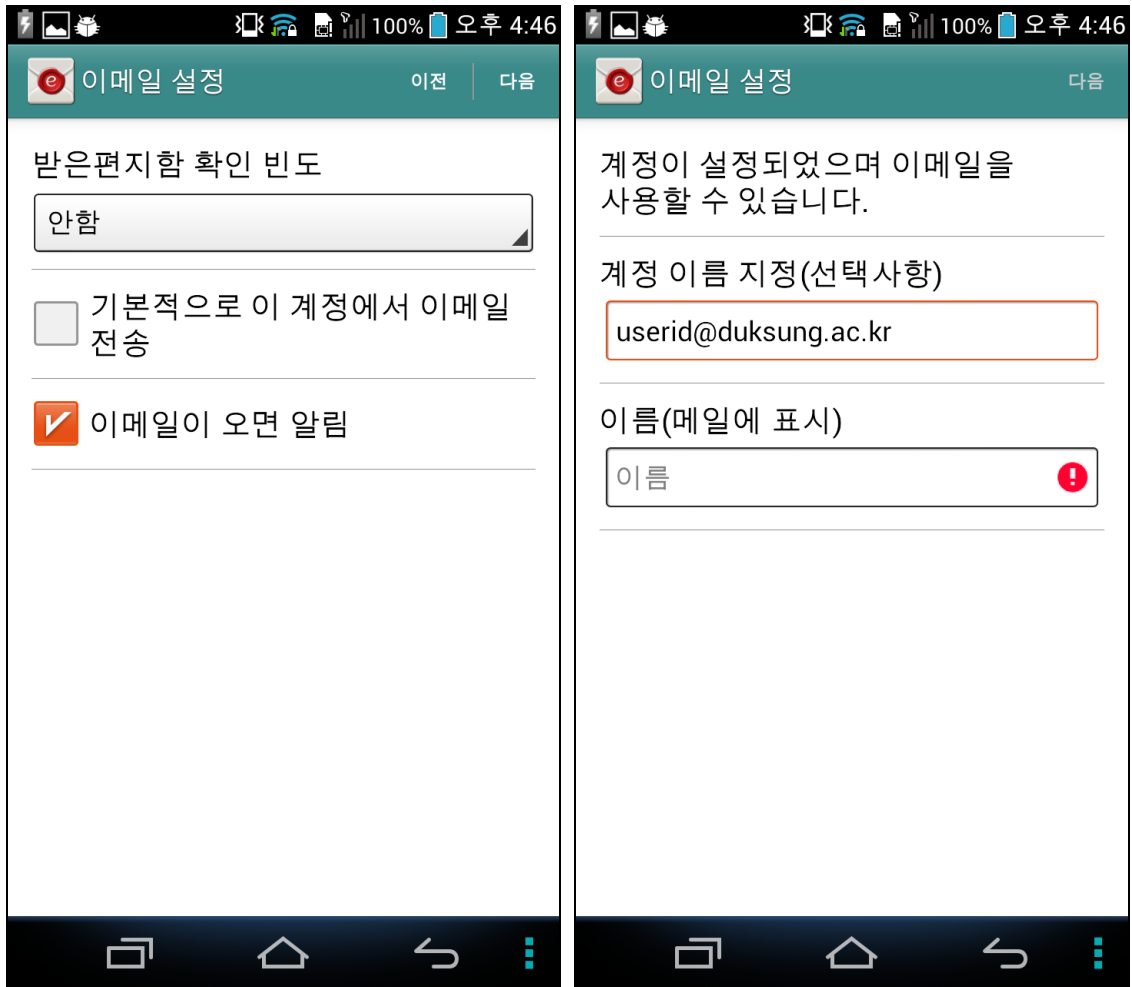 100% 오후 4:46
e 이메일 설정 이전 다음
받은편지함 확인 빈도
안함
기본적으로 이 계정에서 이메일
전송
이메일이 오면 알림
100% 오후 4:46
e 이메일 설정 다음
계정이 설정되었으며 이메일을
사용할 수 있습니다.
계정 이름 지정(선택사항)
userid@duksung.ac.kr
이름(메일에 표시)
이름